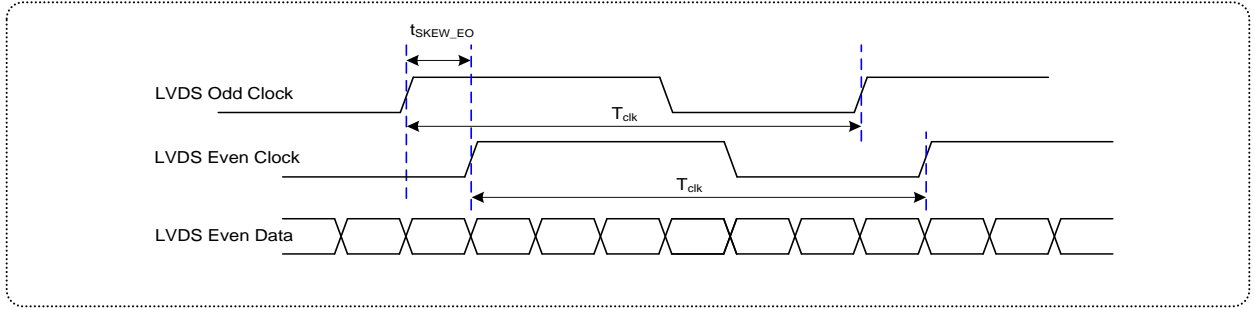 tSKEW_EO
LVDS Odd Clock
Tclk
LVDS Even Clock
Tclk
LVDS Even Data